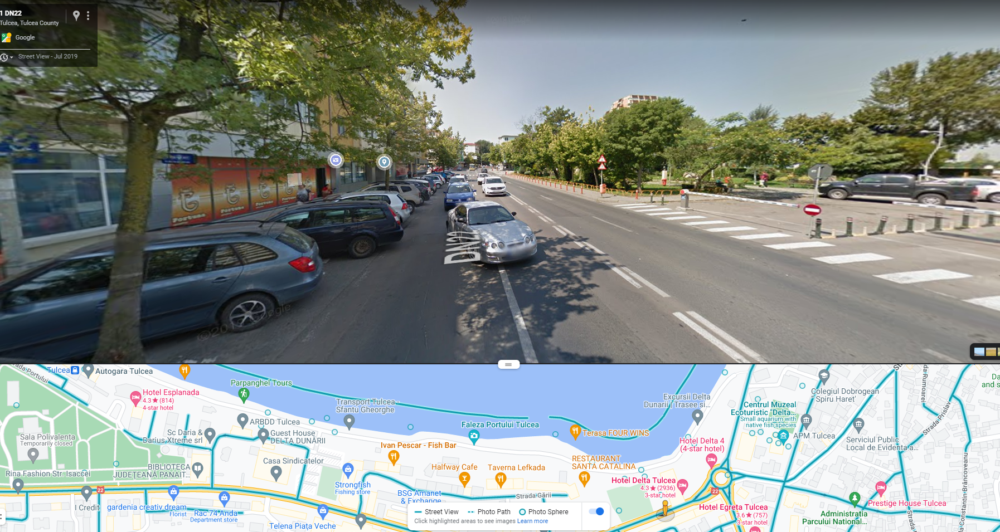 1 DN22
Tulcea, Tulcea County
Google
Street View - Jul 2019
Fortuna
Fortuna
Fortuna
Fortuna
DN22
Tulcea
Autogara Tulcea
Hotel Esplanada
4.3 ★ (814)
4-star hotel
Parpanghel Tours
Transport Tulcea -
Sfantu Gheorghe
ARBDD Tulcea
Guest House
DELTA DUNĂRII
Sc Daria &
Darius Xtreme srl
Sala Polivalenta
Temporarily closed
BIBLIOTECA
JUDEȚEANĂ PANAIT...
Rina Fashion Str. Isaccei
Casa Sindicatelor
22
I Credit
gardenia creativ dream
Florist
Rac 74 Anda
Department store
Telena Piața Veche
Strongfish
Fishing store
Ivan Pescar - Fish Bar
Halfway Cafe
Taverna Lefkada
BSG Amanet
& Exchange
Strada Gării
Faleza Portului Tulcea
Terasa FOUR WINS
RESTAURANT
SANTA CATALINA
Excursii Delta
Dunarii | Trasee si...
Hotel Delta 4
(4-star hotel)
Hotel Delta Tulcea
4.3 ★ (2936)
3-star hotel
22
Hotel Egreta Tulcea
3.6 ★ (757)
3-star hotel
Centrul Muzeal
Ecoturistic "Delta...
Small aquarium with
native fish species
Colegiul Dobrogean
"Spiru Haret"
APM Tulcea
Serviciul Public
Local de Evidenta a...
Strada Prislav
Prestige House Tulcea
Administratia
Parcului National...
Strada
Constantin Brâncoveanu
Da
and s
Street View
Photo Path
Photo Sphere
Click highlighted areas to see images Learn more